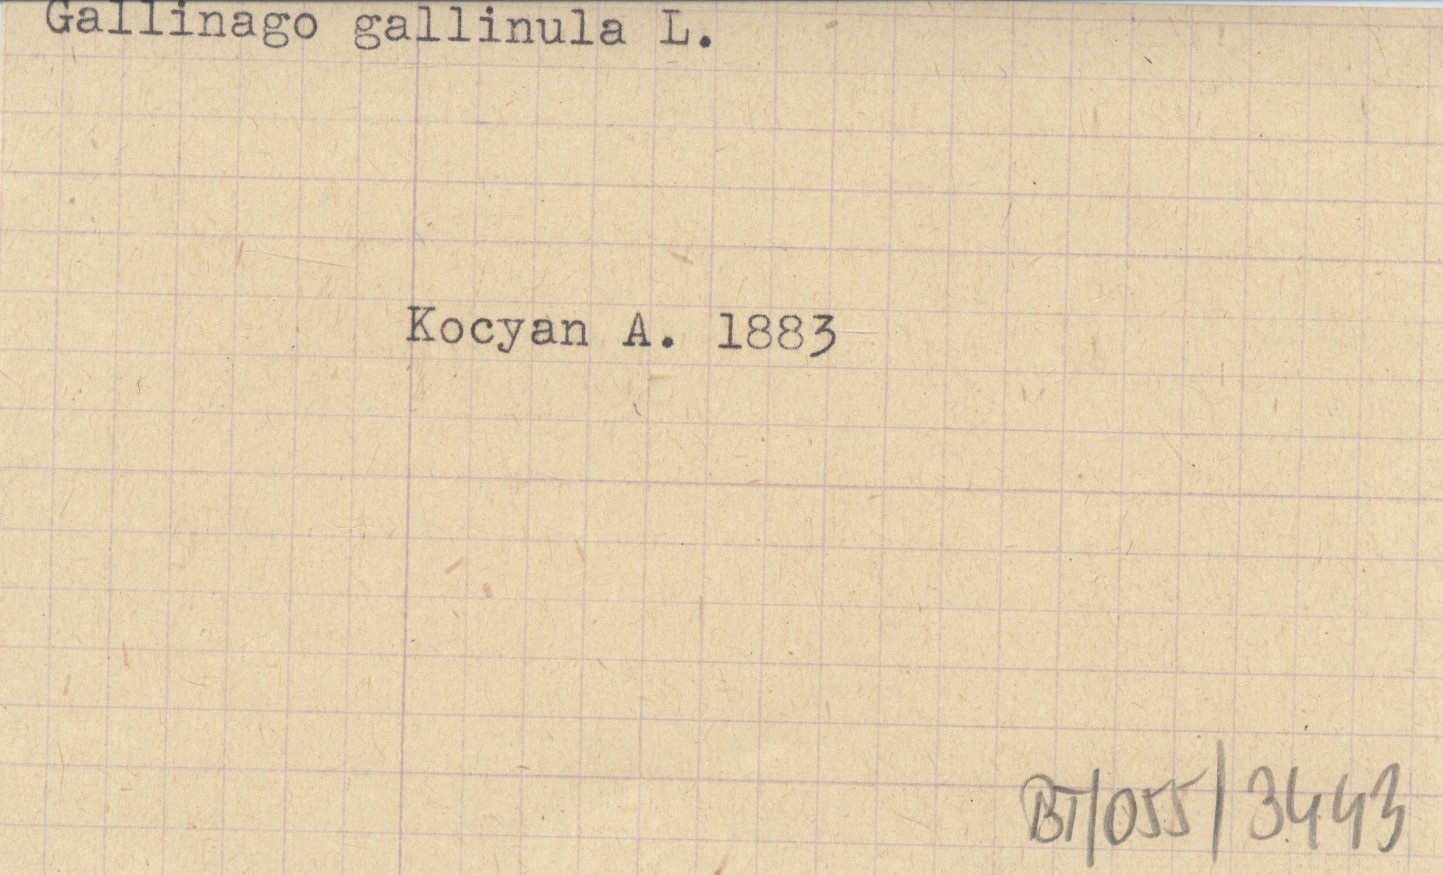 Gallinago gallinula L.
Kocyan A. 1883
BT/055/3443